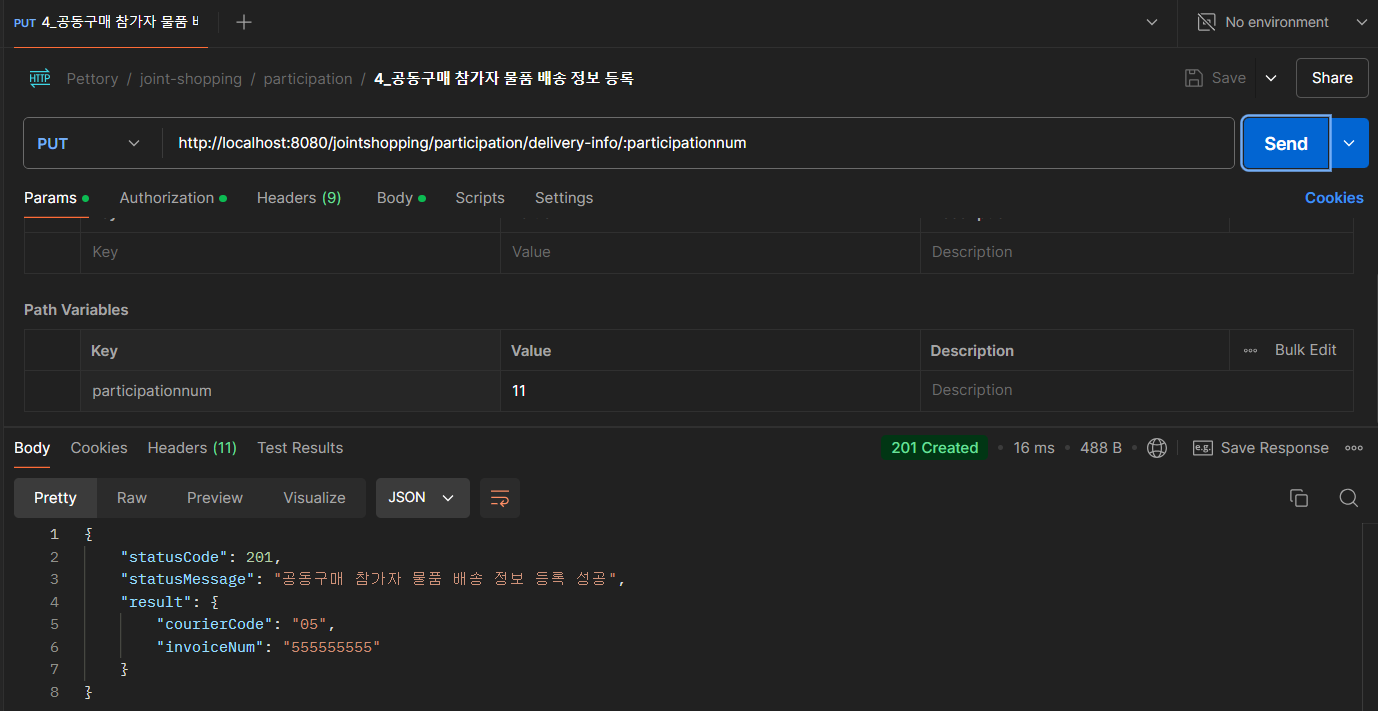 PUT 4_공동구매 참가자 물품 배
No environment
HTTP Pettory / joint-shopping / participation / 4_공동구매 참가자 물품 배송 정보 등록 Save Share
PUT http://localhost:8080/jointshopping/participation/delivery-info/:participationnum Send
Params Authorization Headers (9) Body Scripts Settings Cookies
Key Value Description
Path Variables
Key Value Description Bulk Edit
participationnum 11 Description
Body Cookies Headers (11) Test Results 201 Created 16 ms 488 B e.g. Save Response
Pretty Raw Preview Visualize JSON
1 {
2 "statusCode": 201,
3 "statusMessage": "공동구매 참가자 물품 배송 정보 등록 성공",
4 "result": {
5 "courierCode": "05",
6 "invoiceNum": "555555555"
7 }
8 }